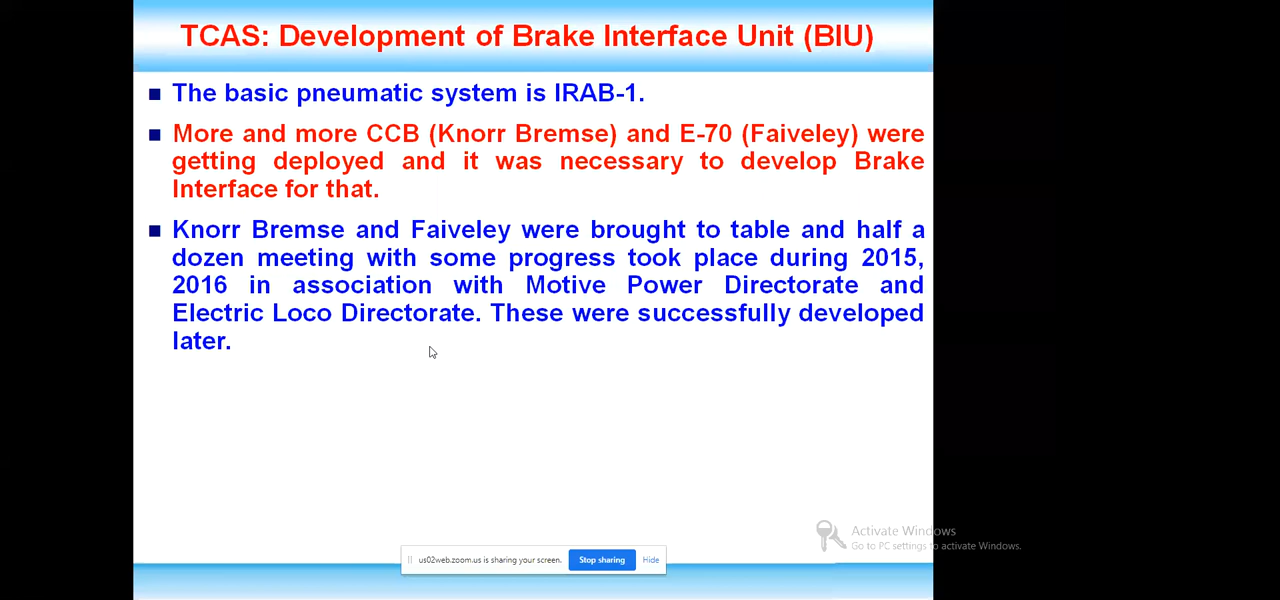 TCAS: Development of Brake Interface Unit (BIU)
The basic pneumatic system is IRAB-1.
More and more CCB (Knorr Bremse) and E-70 (Faiveley) were
getting deployed and it was necessary to develop Brake
Interface for that.
Knorr Bremse and Faiveley were brought to table and half a
dozen meeting with some progress took place during 2015,
2016 in association with Motive Power Directorate and
Electric Loco Directorate. These were successfully developed
later.
Activate Windows
Go to PC settings to activate Windows.
us02web.zoom.us is sharing your screen. Stop sharing Hide